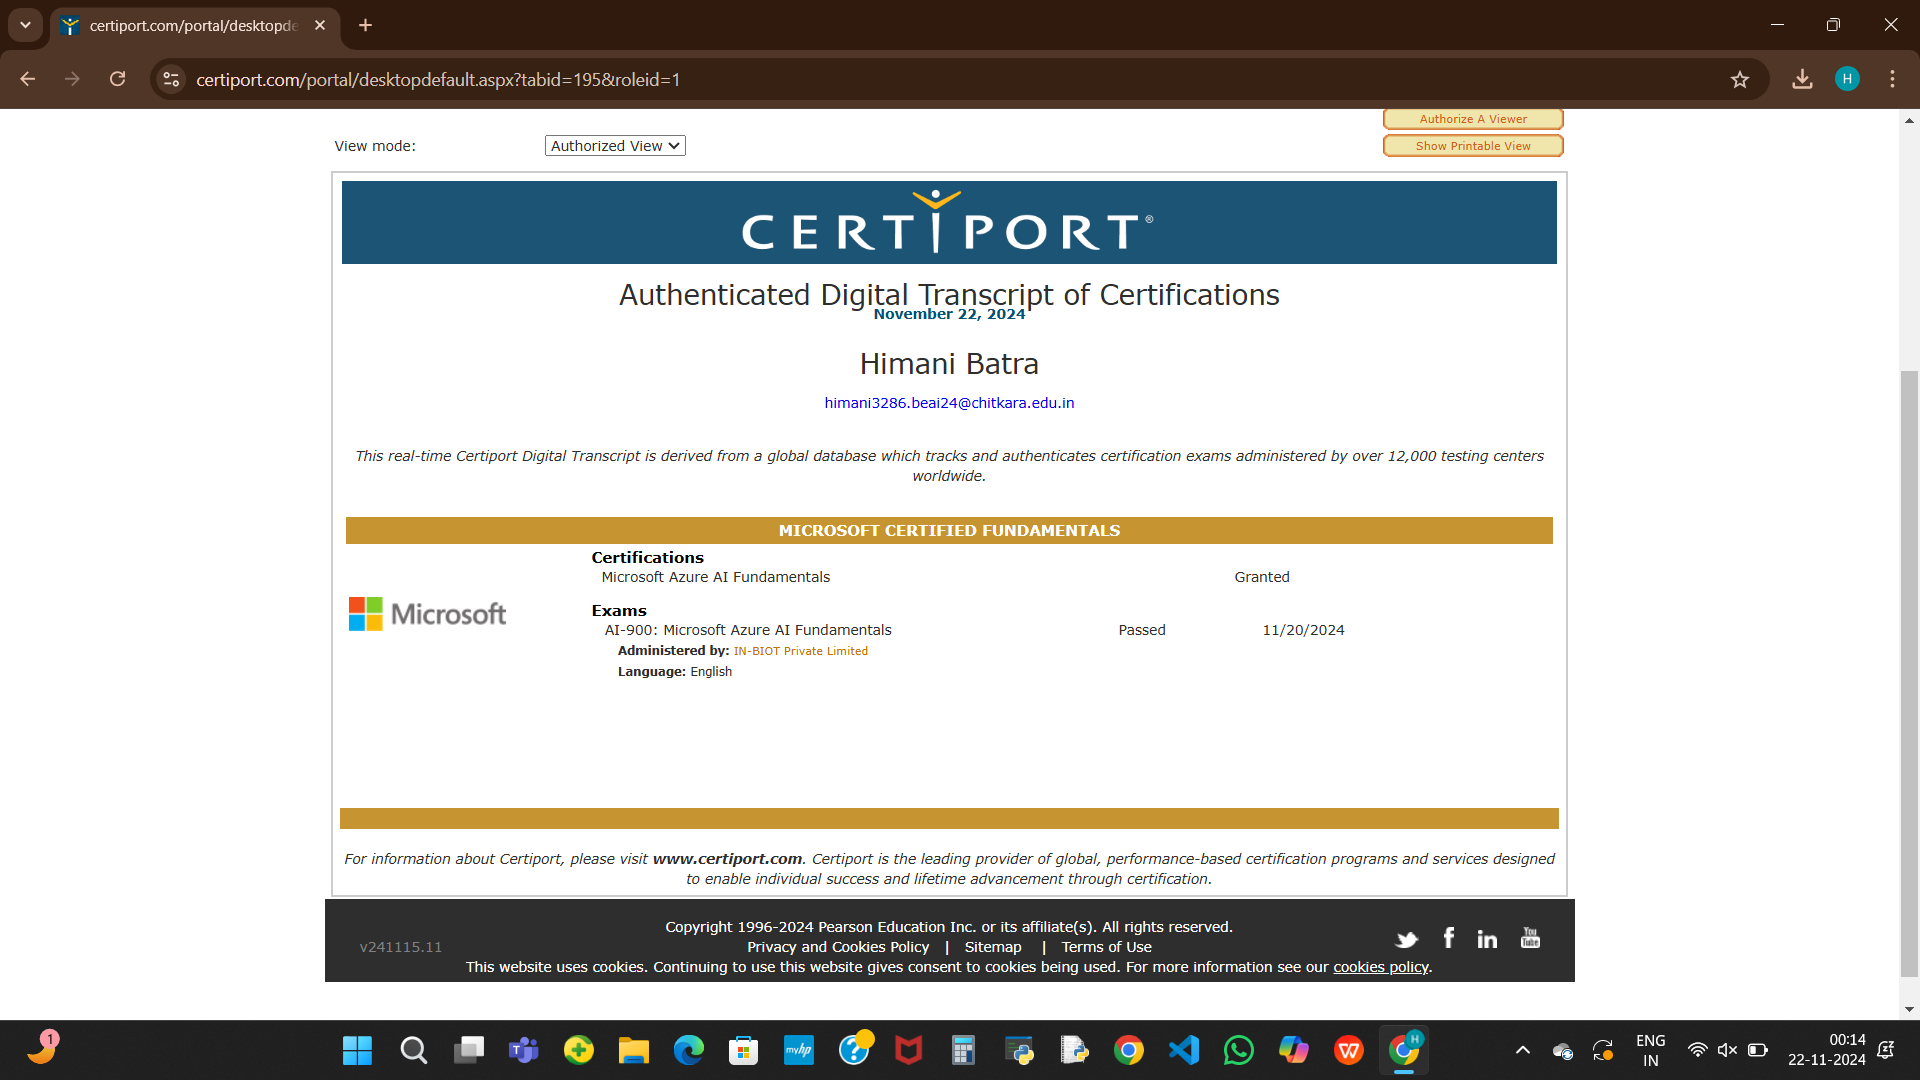 certiport.com/portal/desktopde
certiport.com/portal/desktopdefault.aspx?tabid=195&roleid=1
H
Authorize A Viewer
View mode:
Authorized View
Show Printable View
CERTIPORT®
Authenticated Digital Transcript of Certifications
November 22, 2024
Himani Batra
himani3286.beai24@chitkara.edu.in
This real-time Certiport Digital Transcript is derived from a global database which tracks and authenticates certification exams administered by over 12,000 testing centers
worldwide.
MICROSOFT CERTIFIED FUNDAMENTALS
Certifications
Microsoft Azure AI Fundamentals Granted
Microsoft
Exams
AI-900: Microsoft Azure AI Fundamentals Passed 11/20/2024
Administered by: IN-BIOT Private Limited
Language: English
For information about Certiport, please visit www.certiport.com. Certiport is the leading provider of global, performance-based certification programs and services designed
to enable individual success and lifetime advancement through certification.
Copyright 1996-2024 Pearson Education Inc. or its affiliate(s). All rights reserved.
v241115.11
Privacy and Cookies Policy | Sitemap | Terms of Use
This website uses cookies. Continuing to use this website gives consent to cookies being used. For more information see our cookies policy.
You
Tube
1
myhp
H
ENG
IN
00:14
22-11-2024